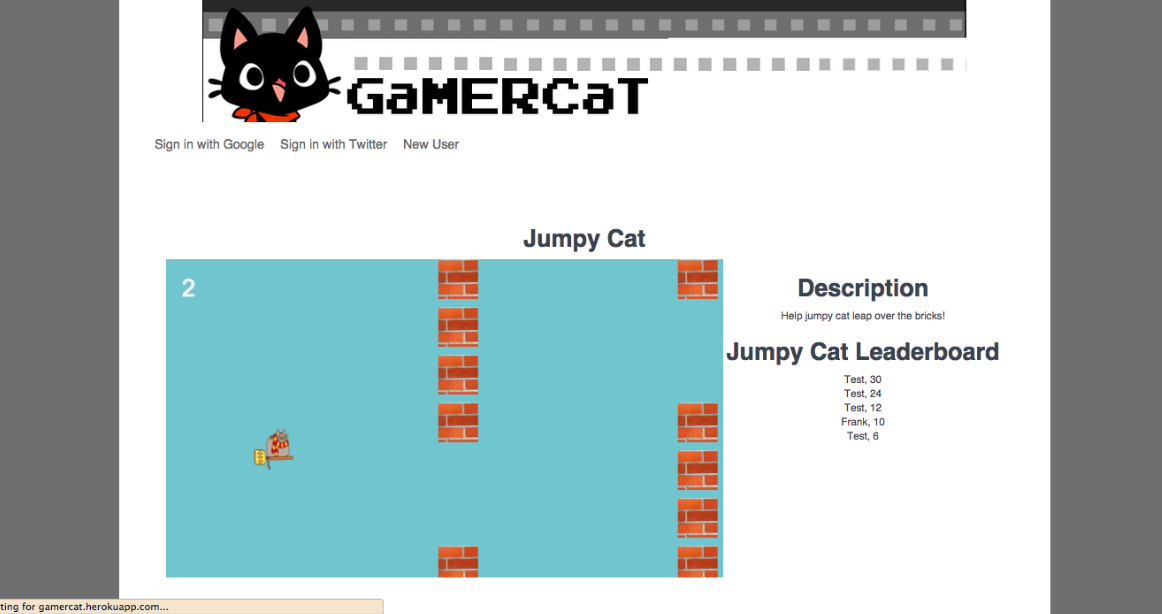 GaMERCaT
Sign in with Google Sign in with Twitter New User
Jumpy Cat
2
Description
Help jumpy cat leap over the bricks!
Jumpy Cat Leaderboard
Test, 30
Test, 24
Test, 12
Frank, 10
Test, 6
ting for gamercat.herokuapp.com...